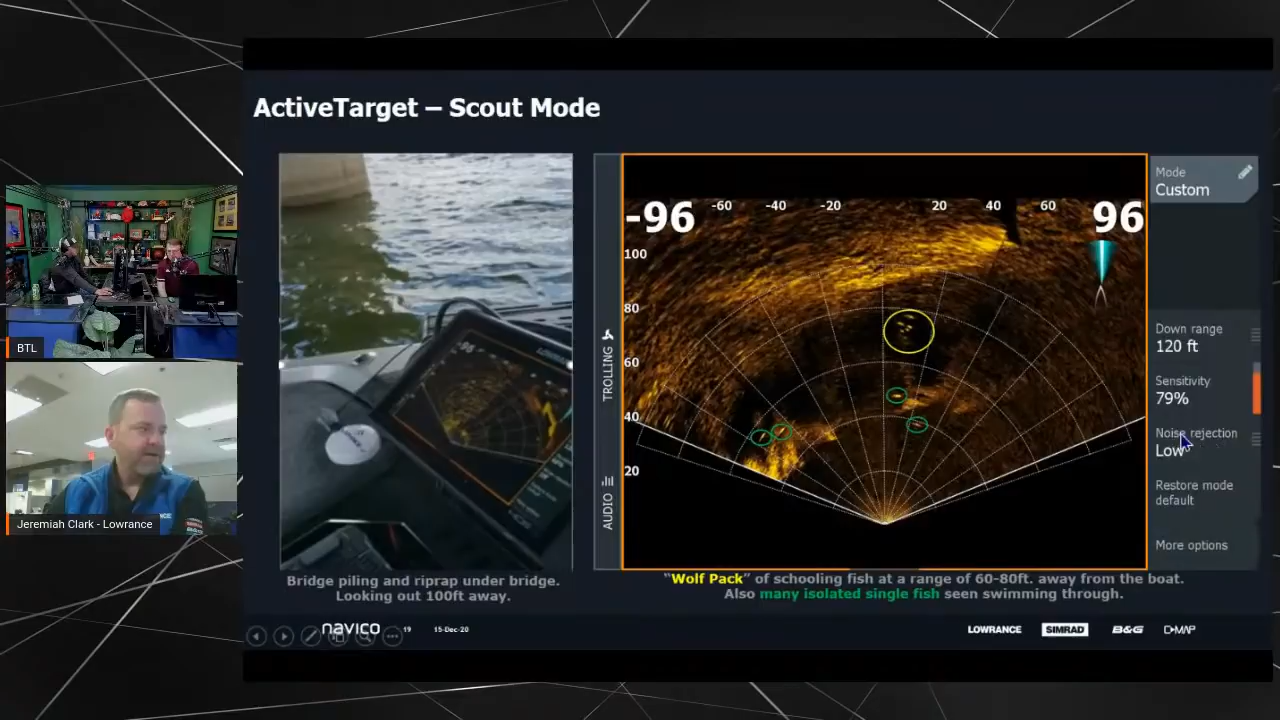 ActiveTarget – Scout Mode
BTL
Jeremiah Clark - Lowrance
-96
-60 -40 -20 20 40 60
96
100
80
60
40
20
TROLLING
AUDIO
Mode
Custom
Down range
120 ft
Sensitivity
79%
Noise rejection
Low
Restore mode
default
More options
Bridge piling and riprap under bridge.
Looking out 100ft away.
“Wolf Pack” of schooling fish at a range of 60-80ft. away from the boat.
Also many isolated single fish seen swimming through.
navico 19 15-Dec-20
LOWRANCE SIMRAD B&G C-MAP